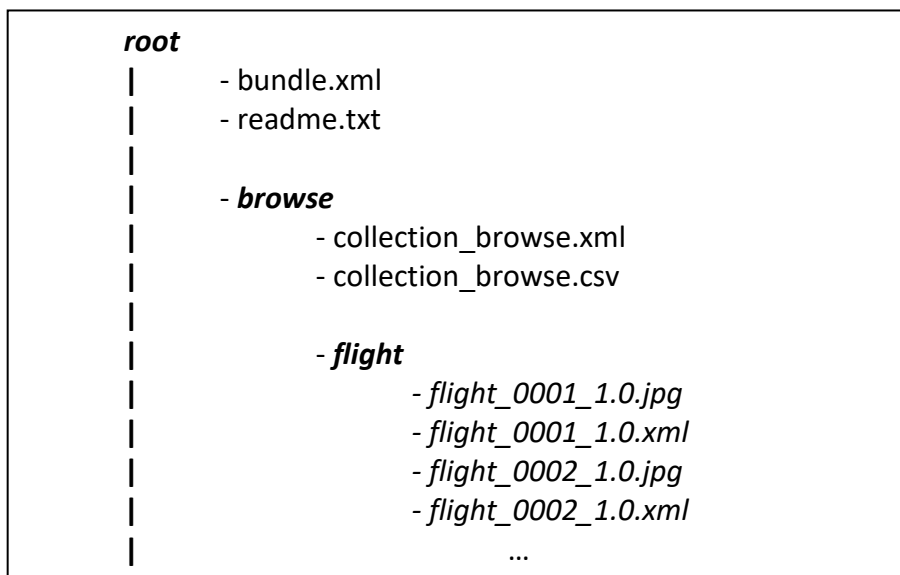 root
| - bundle.xml
| - readme.txt
|
| - browse
| - collection_browse.xml
| - collection_browse.csv
|
| - flight
| - flight_0001_1.0.jpg
| - flight_0001_1.0.xml
| - flight_0002_1.0.jpg
| - flight_0002_1.0.xml
| ...